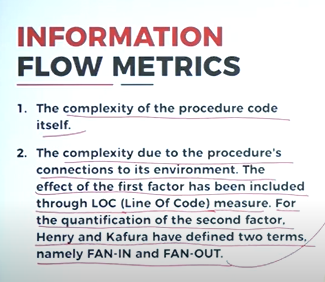 INFORMATION
FLOW METRICS
1. The complexity of the procedure code
itself.
2. The complexity due to the procedure's
connections to its environment. The
effect of the first factor has been included
through LOC (Line Of Code) measure. For
the quantification of the second factor,
Henry and Kafura have defined two terms,
namely FAN-IN and FAN-OUT.